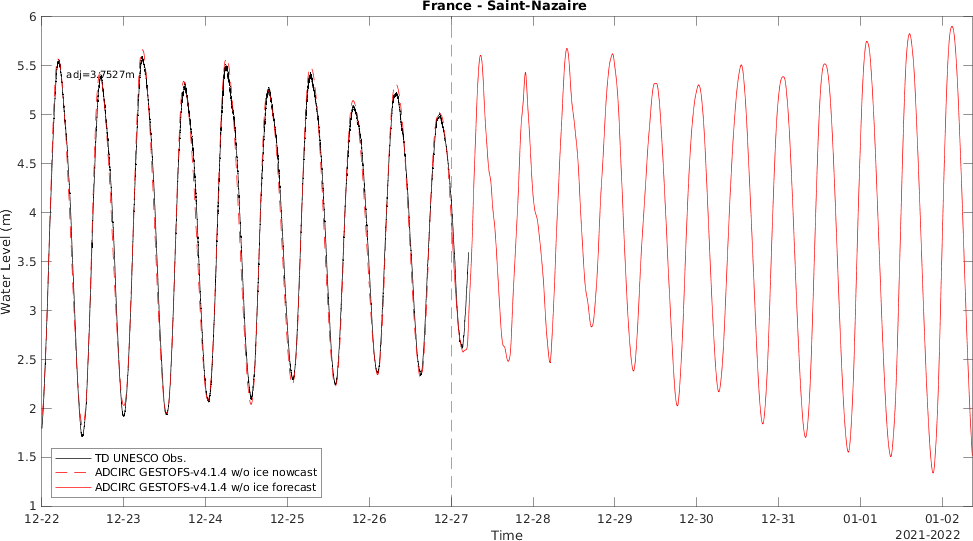 France - Saint-Nazaire
6
5.5
5
4.5
4
3.5
3
2.5
2
1.5
1
Water Level (m)
adj=3.7527m
TD UNESCO Obs.
ADCIRC GESTOFS-v4.1.4 w/o ice nowcast
ADCIRC GESTOFS-v4.1.4 w/o ice forecast
12-22 12-23 12-24 12-25 12-26 12-27 12-28 12-29 12-30 12-31 01-01 01-02
Time
2021-2022